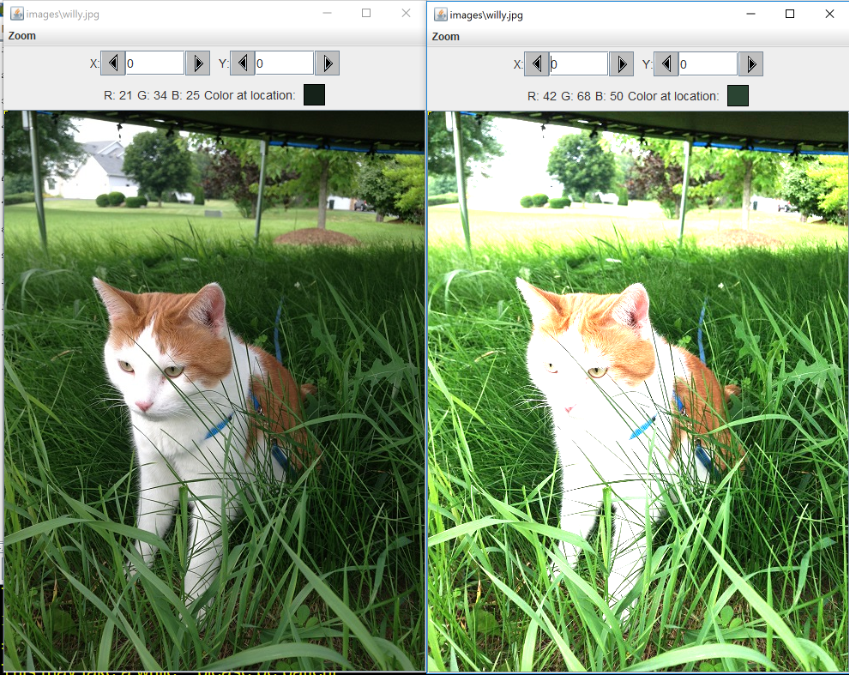 images\willy.jpg
Zoom
X: 0 Y: 0
R: 21 G: 34 B: 25 Color at location:
images\willy.jpg
Zoom
X: 0 Y: 0
R: 42 G: 68 B: 50 Color at location: